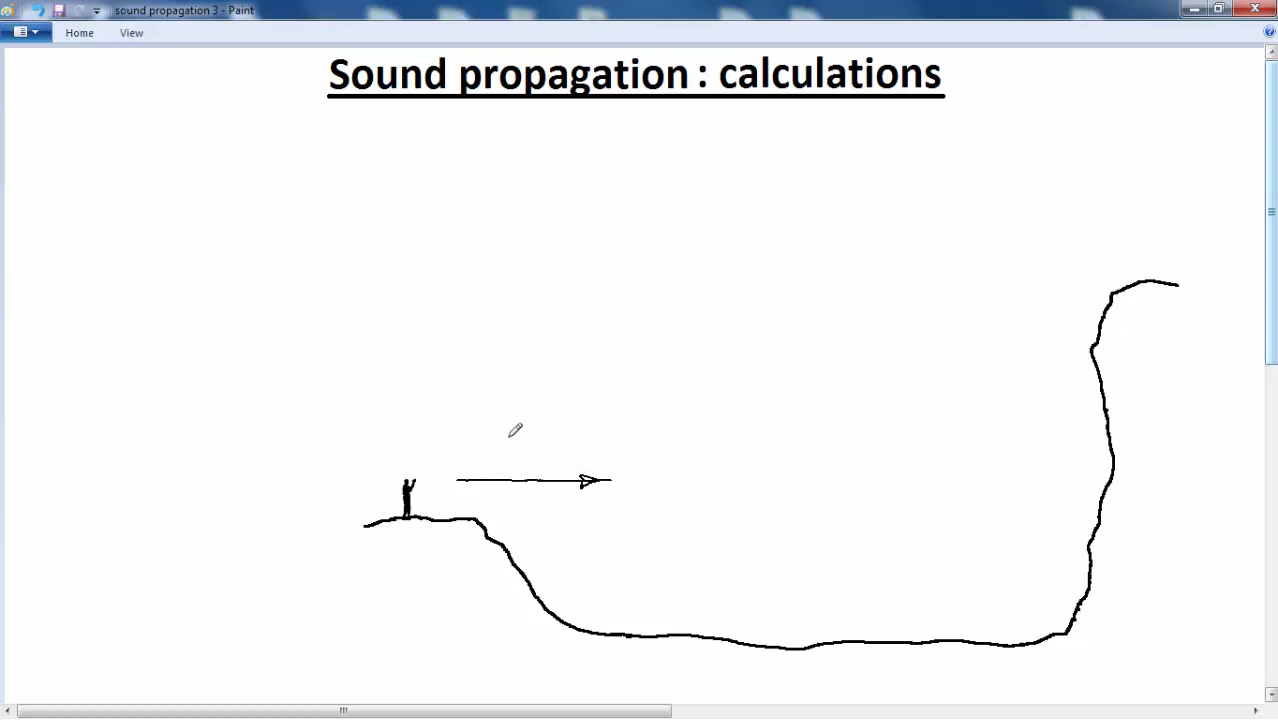 sound propagation 3 - Paint
Home View
Sound propagation : calculations